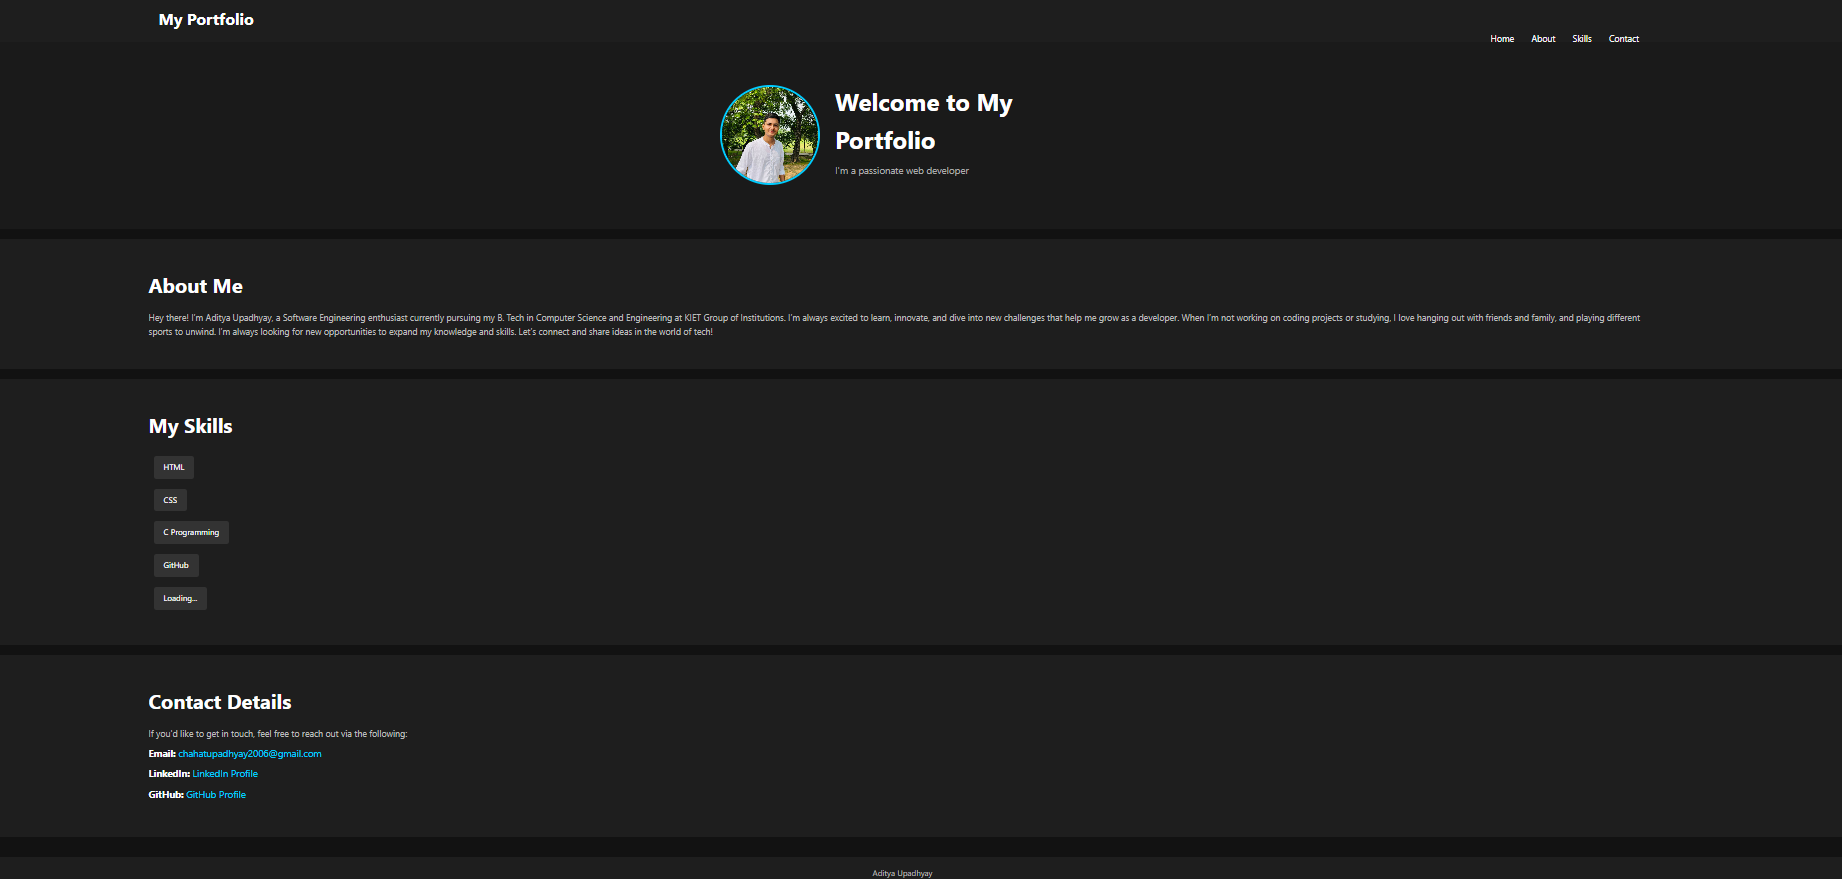 My Portfolio
Home About Skills Contact
Welcome to My
Portfolio
I'm a passionate web developer
About Me
Hey there! I'm Aditya Upadhyay, a Software Engineering enthusiast currently pursuing my B. Tech in Computer Science and Engineering at KIET Group of Institutions. I'm always excited to learn, innovate, and dive into new challenges that help me grow as a developer. When I'm not working on coding projects or studying, I love hanging out with friends and family, and playing different
sports to unwind. I'm always looking for new opportunities to expand my knowledge and skills. Let's connect and share ideas in the world of tech!
My Skills
HTML
CSS
C Programming
GitHub
Loading...
Contact Details
If you'd like to get in touch, feel free to reach out via the following:
Email: chahatupadhyay2006@gmail.com
LinkedIn: LinkedIn Profile
GitHub: GitHub Profile
Aditya Upadhyay